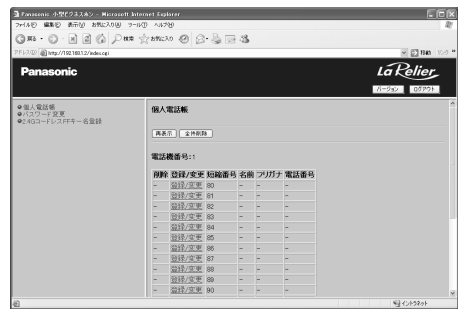 Panasonic 小型ビジネスホン - Microsoft Internet Explorer
ファイル(F) 編集(E) 表示(V) お気に入り(A) ツール(T) ヘルプ(H)
戻る 検索 お気に入り
アドレス(D) http://192.168.1.2/index.cgi 移動 リンク »
Panasonic
La Relier
バージョン ログアウト
個人電話帳
パスワード変更
2.4GコードレスFFキー名登録
個人電話帳
再表示 全件削除
電話機番号:1
削除 登録/変更 短縮番号 名前 フリガナ 電話番号
- 登録/変更 80 - - -
- 登録/変更 81 - - -
- 登録/変更 82 - - -
- 登録/変更 83 - - -
- 登録/変更 84 - - -
- 登録/変更 85 - - -
- 登録/変更 86 - - -
- 登録/変更 87 - - -
- 登録/変更 88 - - -
- 登録/変更 89 - - -
- 登録/変更 90 - - -
インターネット